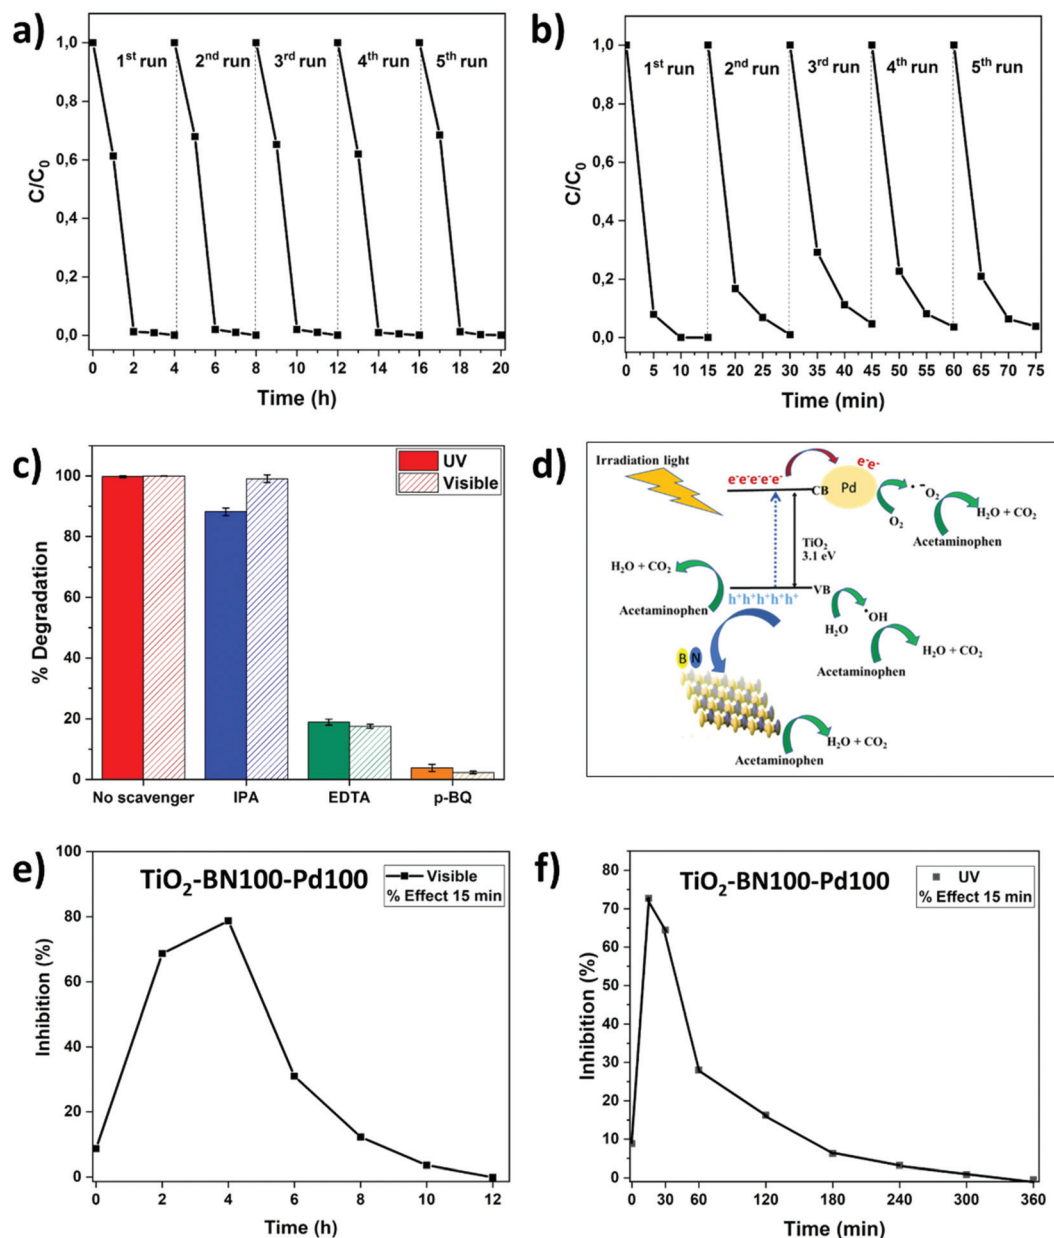 a)
1,0
0,8
0,6
0,4
0,2
0,0
C/C₀
1ˢᵗ run
2ⁿᵈ run
3ʳᵈ run
4ᵗʰ run
5ᵗʰ run
0 2 4 6 8 10 12 14 16 18 20
Time (h)
b)
1,0
0,8
0,6
0,4
0,2
0,0
C/C₀
1ˢᵗ run
2ⁿᵈ run
3ʳᵈ run
4ᵗʰ run
5ᵗʰ run
0 5 10 15 20 25 30 35 40 45 50 55 60 65 70 75
Time (min)
c)
UV
Visible
100
80
60
40
20
0
% Degradation
No scavenger IPA EDTA p-BQ
d)
Irradiation light
e⁻e⁻e⁻e⁻e⁻
e⁻e⁻
CB
Pd
O₂
·⁻O₂
H₂O + CO₂
Acetaminophen
TiO₂
3.1 eV
H₂O + CO₂
Acetaminophen
h⁺h⁺h⁺h⁺h⁺
VB
H₂O
·OH
H₂O + CO₂
Acetaminophen
B N
H₂O + CO₂
Acetaminophen
e)
TiO₂-BN100-Pd100
Visible
% Effect 15 min
100
80
60
40
20
0
Inhibition (%)
0 2 4 6 8 10 12
Time (h)
f)
TiO₂-BN100-Pd100
UV
% Effect 15 min
80
70
60
50
40
30
20
10
0
Inhibition (%)
0 30 60 120 180 240 300 360
Time (min)